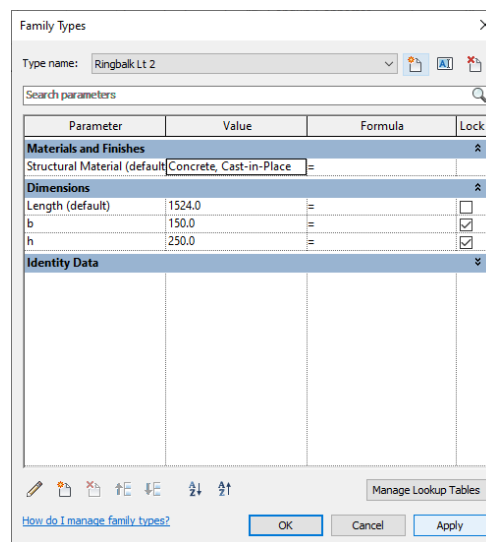 Family Types
Type name: Ringbalk Lt 2
Search parameters
Parameter Value Formula Lock
Materials and Finishes
Structural Material (default Concrete, Cast-in-Place =
Dimensions
Length (default) 1524.0 =
b 150.0 =
h 250.0 =
Identity Data
Manage Lookup Tables
How do I manage family types?
OK Cancel Apply